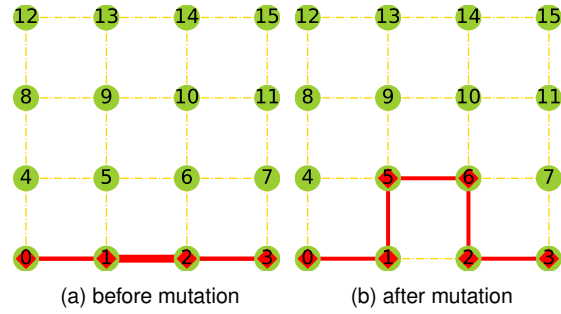 12 13 14 15 12 13 14 15
8 9 10 11 8 9 10 11
4 5 6 7 4 5 6 7
0 1 2 3 0 1 2 3
(a) before mutation (b) after mutation